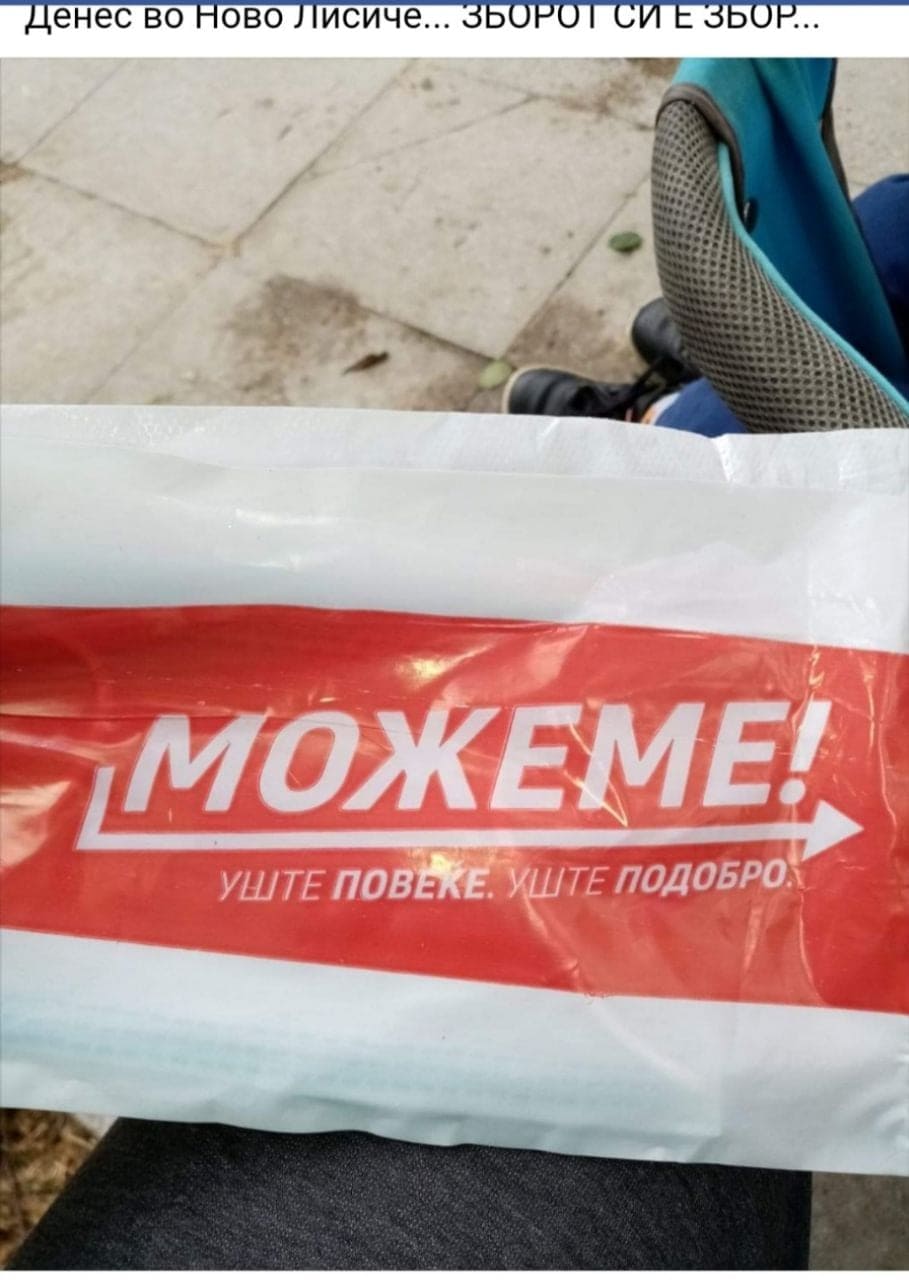 Денес во Ново Лисиче... ЗБОРОТ СИ Е ЗБОР...
МОЖЕМЕ!
УШТЕ ПОВЕЌЕ. УШТЕ ПОДОБРО.